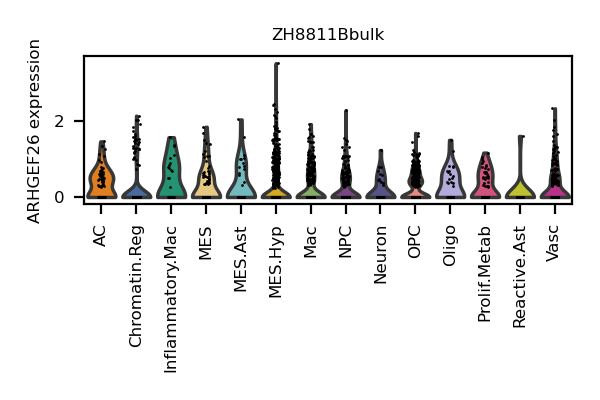 ZH8811Bbulk
ARHGEF26 expression
2
0
AC
Chromatin.Reg
Inflammatory.Mac
MES
MES.Ast
MES.Hyp
Mac
NPC
Neuron
OPC
Oligo
Prolif.Metab
Reactive.Ast
Vasc